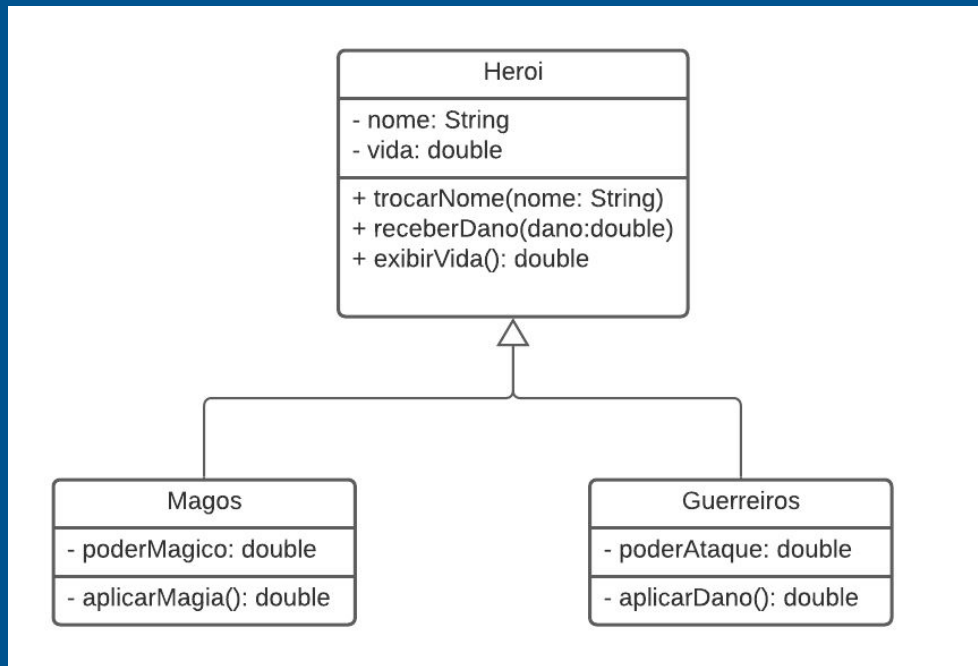 Heroi
- nome: String
- vida: double
+ trocarNome(nome: String)
+ receberDano(dano:double)
+ exibirVida(): double
Magos
- poderMagico: double
- aplicarMagia(): double
Guerreiros
- poderAtaque: double
- aplicarDano(): double